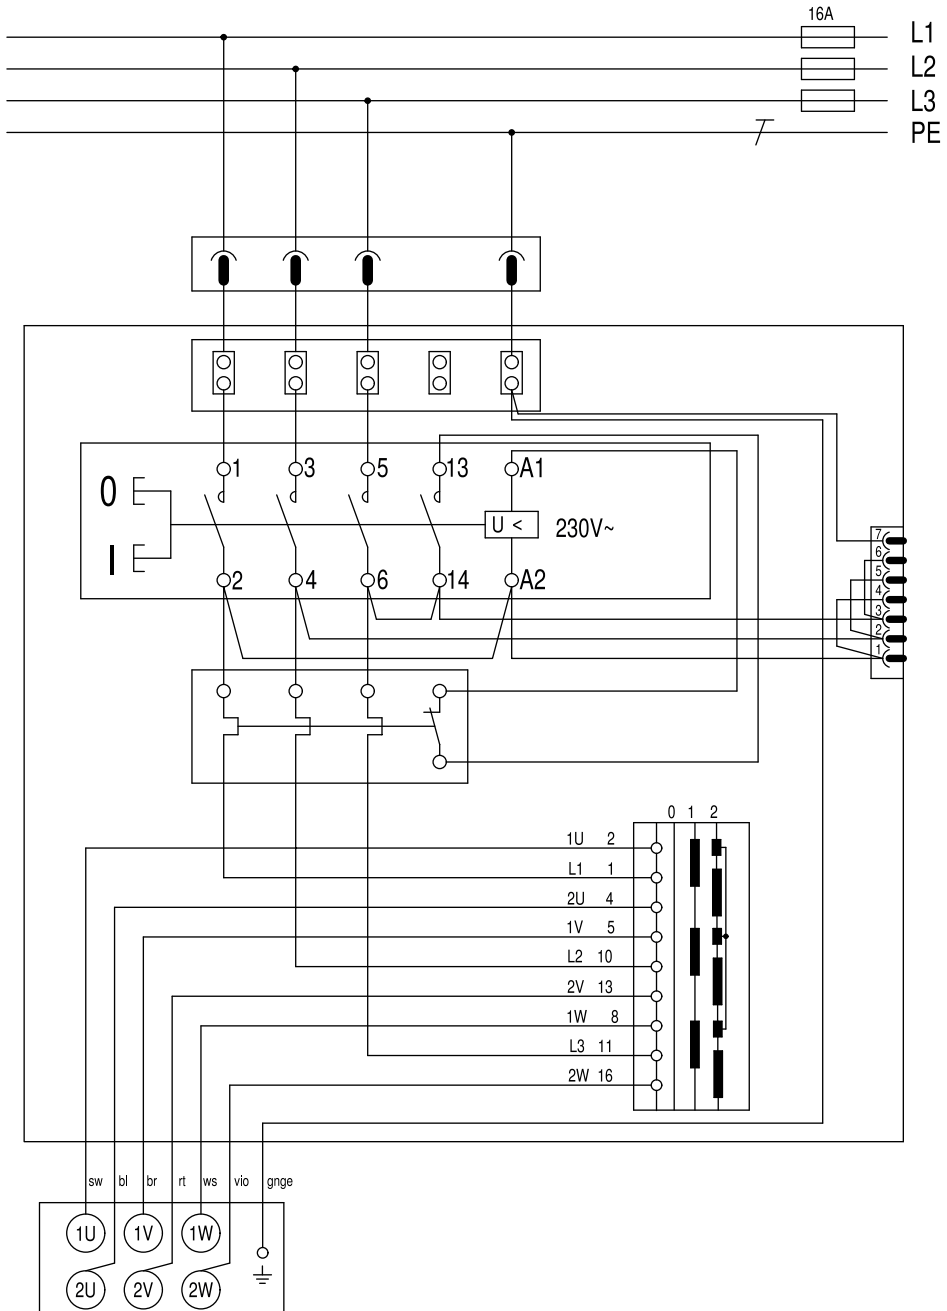 16A
L1
L2
L3
PE
1 3 5 13 A1
0
U < 230V~
I
2 4 6 14 A2
7
6
5
4
3
2
1
0 1 2
1U 2
L1 1
2U 4
1V 5
L2 10
2V 13
1W 8
L3 11
2W 16
sw bl br rt ws vio gnge
1U 1V 1W
2U 2V 2W